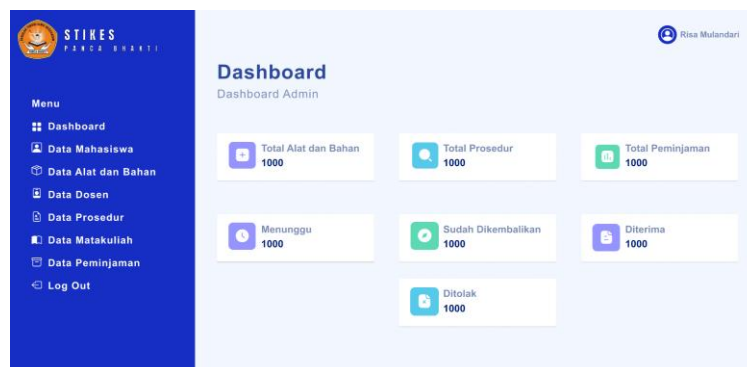 STIKES
PANCA BHAKTI
Risa Mulandari
Dashboard
Dashboard Admin
Menu
Dashboard
Data Mahasiswa
Data Alat dan Bahan
Data Dosen
Data Prosedur
Data Matakuliah
Data Peminjaman
Log Out
Total Alat dan Bahan
1000
Total Prosedur
1000
Total Peminjaman
1000
Menunggu
1000
Sudah Dikembalikan
1000
Diterima
1000
Ditolak
1000